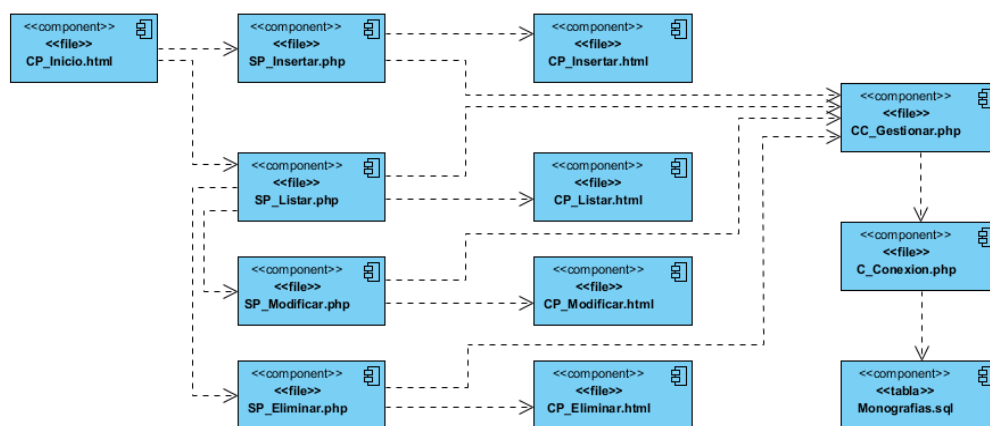 <<component>>
<<file>>
CP_Inicio.html
<<component>>
<<file>>
SP_Insertar.php
<<component>>
<<file>>
CP_Insertar.html
<<component>>
<<file>>
CC_Gestionar.php
<<component>>
<<file>>
SP_Listar.php
<<component>>
<<file>>
CP_Listar.html
<<component>>
<<file>>
C_Conexion.php
<<component>>
<<file>>
SP_Modificar.php
<<component>>
<<file>>
CP_Modificar.html
<<component>>
<<file>>
SP_Eliminar.php
<<component>>
<<file>>
CP_Eliminar.html
<<component>>
<<tabla>>
Monografias.sql